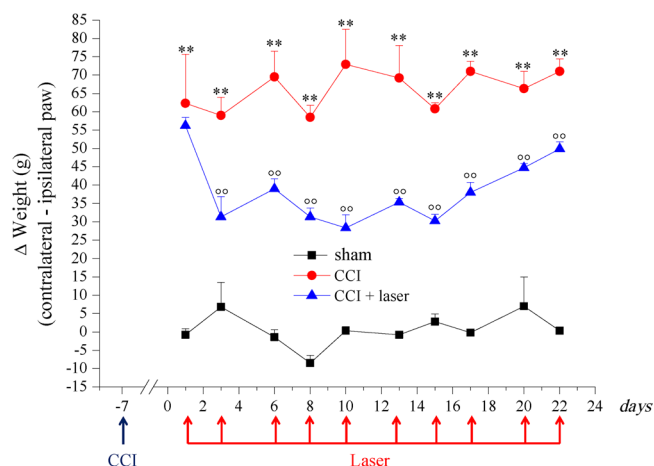 85
80
75
70
65
60
55
50
45
40
35
30
25
20
15
10
5
0
-5
-10
-15
Δ Weight (g)
(contralateral - ipsilateral paw)
** ** ** ** ** ** ** ** ** **
°° °° °° °° °° °° °° °° °°
sham
CCI
CCI + laser
-7 0 2 4 6 8 10 12 14 16 18 20 22 24 days
CCI Laser